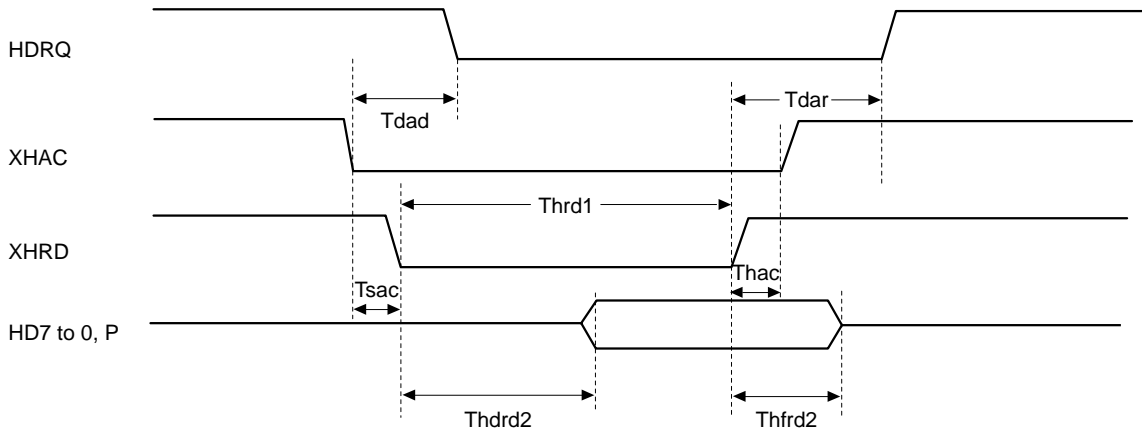 HDRQ
Tdad
Tdar
XHAC
Thrd1
XHRD
Tsac
Thac
HD7 to 0, P
Thdrd2
Thfrd2